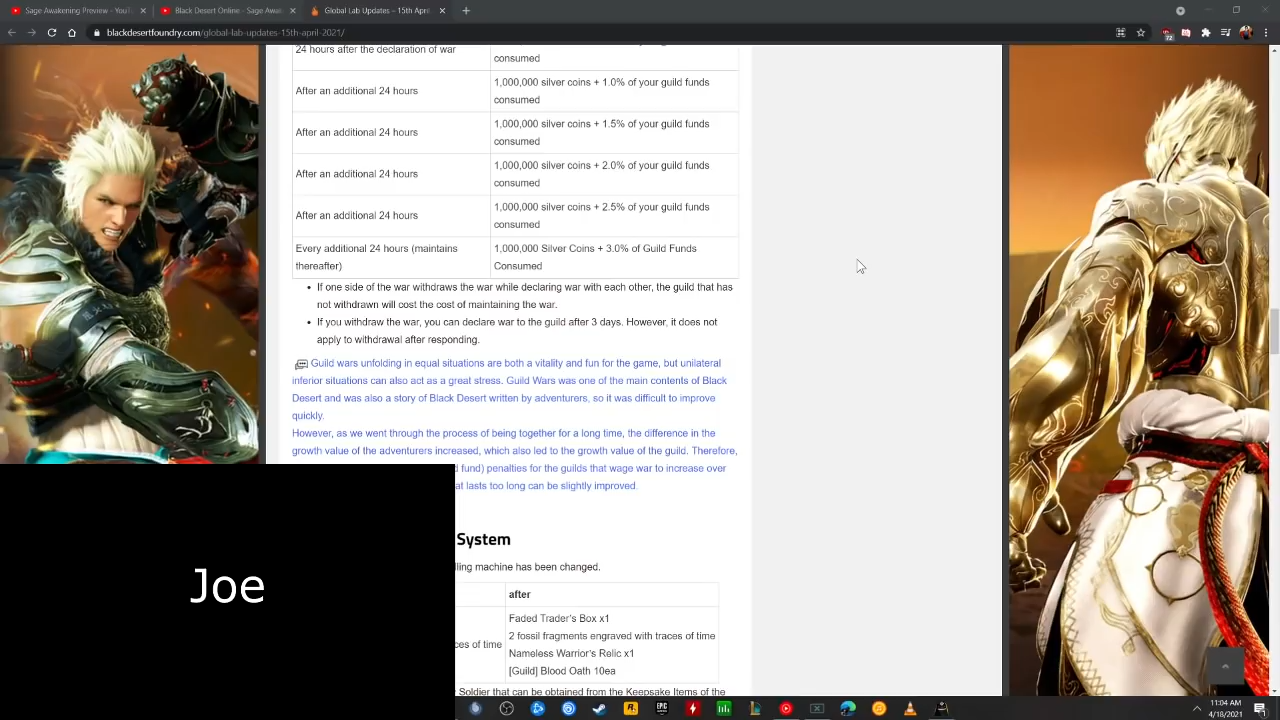 Sage Awakening Preview - YouT
Black Desert Online - Sage Awak
Global Lab Updates – 15th Apri
blackdesertfoundry.com/global-lab-updates-15th-april-2021/
24 hours after the declaration of war
consumed
After an additional 24 hours
1,000,000 silver coins + 1.0% of your guild funds
consumed
After an additional 24 hours
1,000,000 silver coins + 1.5% of your guild funds
consumed
After an additional 24 hours
1,000,000 silver coins + 2.0% of your guild funds
consumed
After an additional 24 hours
1,000,000 silver coins + 2.5% of your guild funds
consumed
Every additional 24 hours (maintains
thereafter)
1,000,000 Silver Coins + 3.0% of Guild Funds
Consumed
If one side of the war withdraws the war while declaring war with each other, the guild that has
not withdrawn will cost the cost of maintaining the war.
If you withdraw the war, you can declare war to the guild after 3 days. However, it does not
apply to withdrawal after responding.
Guild wars unfolding in equal situations are both a vitality and fun for the game, but unilateral
inferior situations can also act as a great stress. Guild Wars was one of the main contents of Black
Desert and was also a story of Black Desert written by adventurers, so it was difficult to improve
quickly.
However, as we went through the process of being together for a long time, the difference in the
growth value of the adventurers increased, which also led to the growth value of the guild. Therefore,
d fund) penalties for the guilds that wage war to increase over
at lasts too long can be slightly improved.
System
lling machine has been changed.
after
ces of time
Faded Trader's Box x1
2 fossil fragments engraved with traces of time
Nameless Warrior's Relic x1
[Guild] Blood Oath 10ea
Soldier that can be obtained from the Keepsake Items of the
Joe
72
11:04 AM
4/18/2021